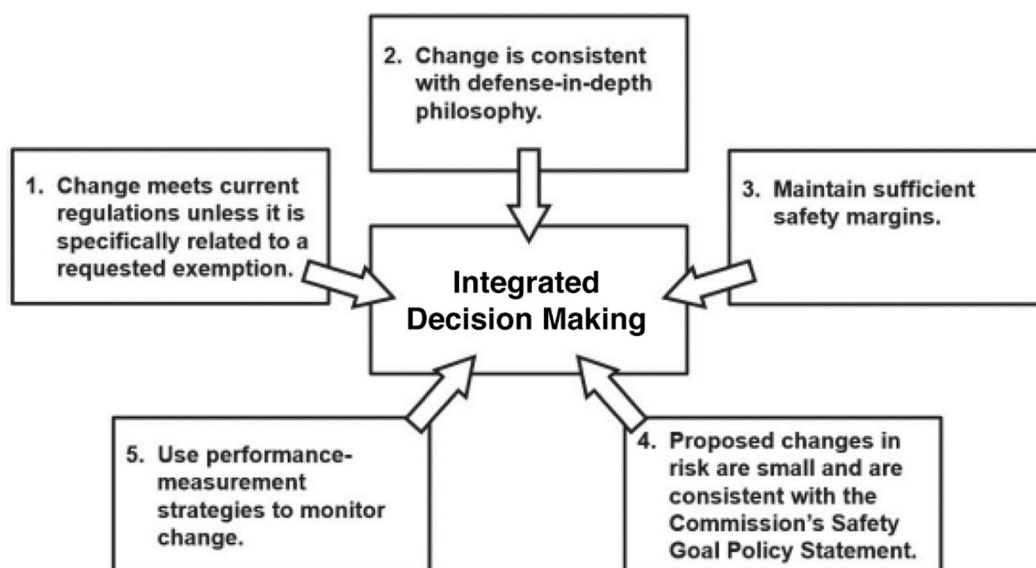 2. Change is consistent
with defense-in-depth
philosophy.
1. Change meets current
regulations unless it is
specifically related to a
requested exemption.
3. Maintain sufficient
safety margins.
Integrated
Decision Making
5. Use performance-
measurement
strategies to monitor
change.
4. Proposed changes in
risk are small and are
consistent with the
Commission's Safety
Goal Policy Statement.